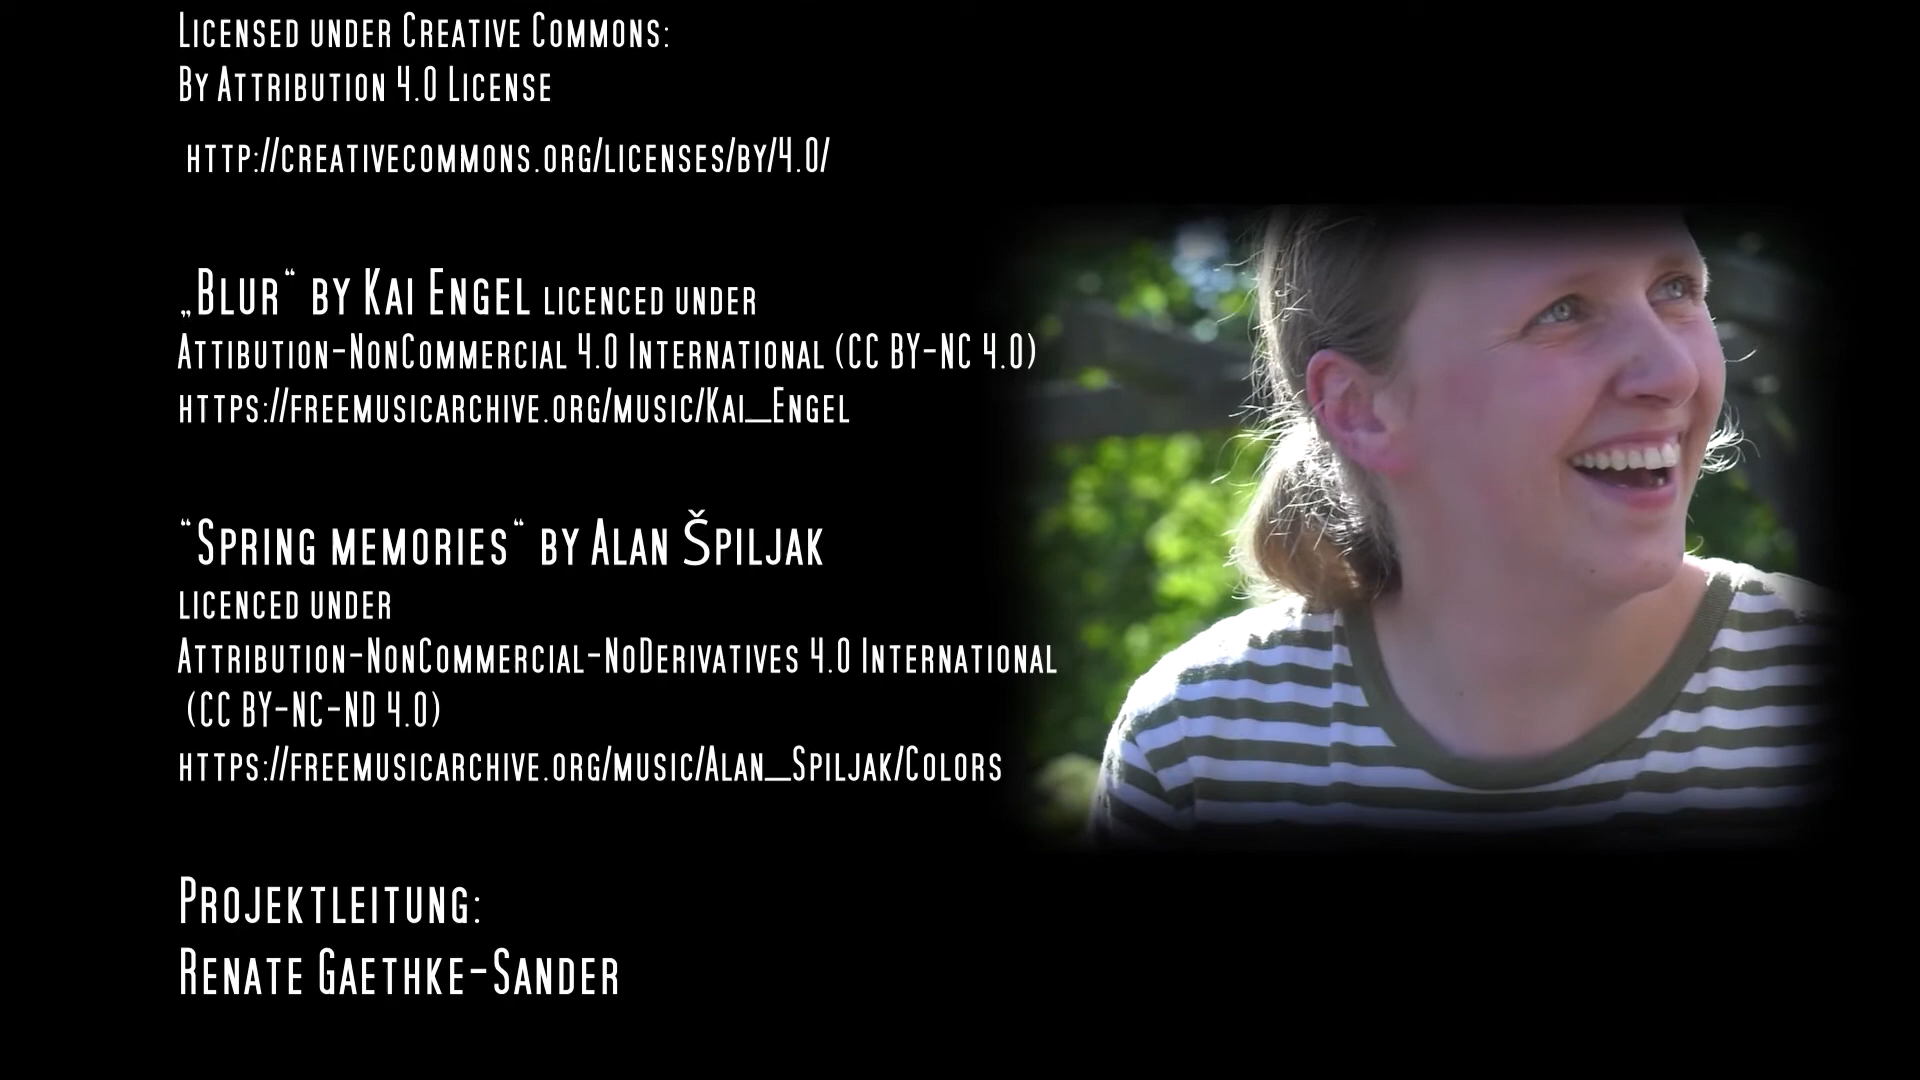 Licensed under Creative Commons:
By Attribution 4.0 License
http://creativecommons.org/licenses/by/4.0/
„Blur“ by Kai Engel licenced under
Attibution-NonCommercial 4.0 International (CC BY-NC 4.0)
https://freemusicarchive.org/music/Kai_Engel
“Spring memories“ by Alan Špiljak
licenced under
Attribution-NonCommercial-NoDerivatives 4.0 International
(CC BY-NC-ND 4.0)
https://freemusicarchive.org/music/Alan_Spiljak/Colors
Projektleitung:
Renate Gaethke-Sander